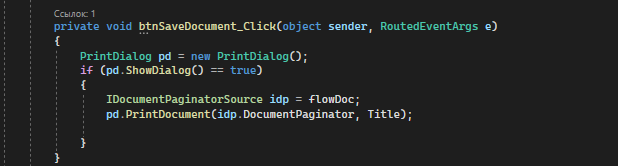 Ссылок: 1
private void btnSaveDocument_Click(object sender, RoutedEventArgs e)
{
PrintDialog pd = new PrintDialog();
if (pd.ShowDialog() == true)
{
IDocumentPaginatorSource idp = flowDoc;
pd.PrintDocument(idp.DocumentPaginator, Title);
}
}